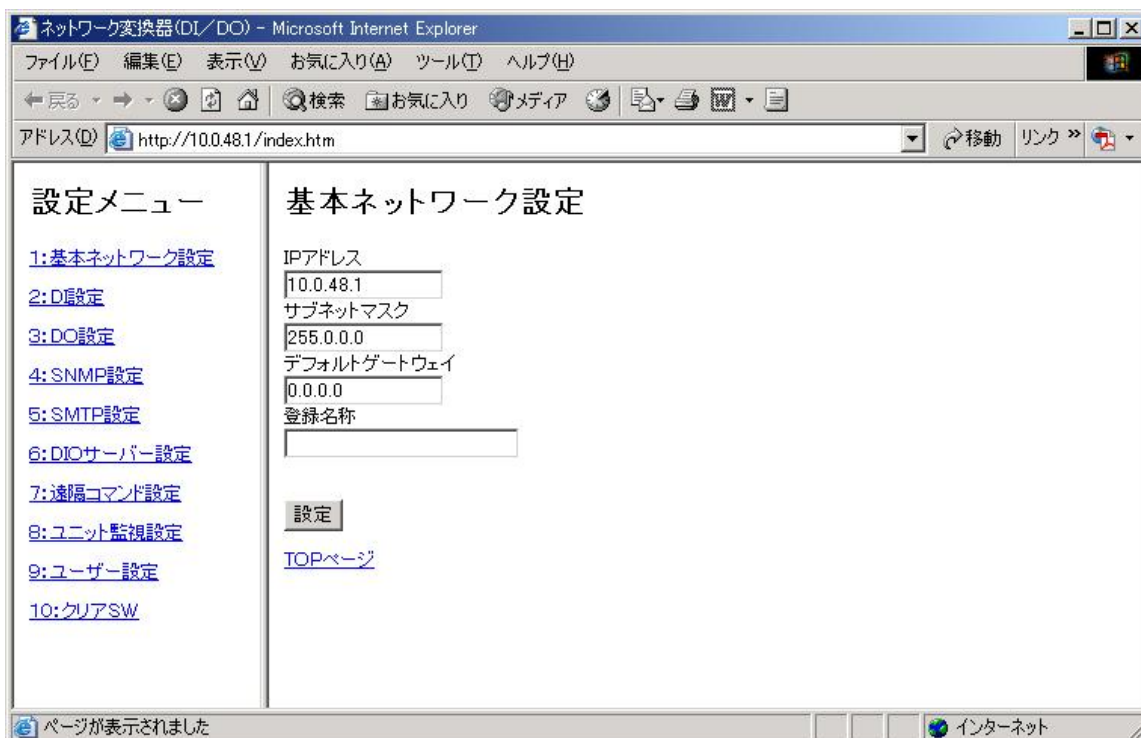 ネットワーク変換器(DI／DO) - Microsoft Internet Explorer
ファイル(F) 編集(E) 表示(V) お気に入り(A) ツール(T) ヘルプ(H)
戻る 検索 お気に入り メディア
アドレス(D) http://10.0.48.1/index.htm 移動 リンク »
設定メニュー
1:基本ネットワーク設定
2:DI設定
3:DO設定
4:SNMP設定
5:SMTP設定
6:DIOサーバー設定
7:遠隔コマンド設定
8:ユニット監視設定
9:ユーザー設定
10:クリアSW
基本ネットワーク設定
IPアドレス
10.0.48.1
サブネットマスク
255.0.0.0
デフォルトゲートウェイ
0.0.0.0
登録名称
設定
TOPページ
ページが表示されました インターネット